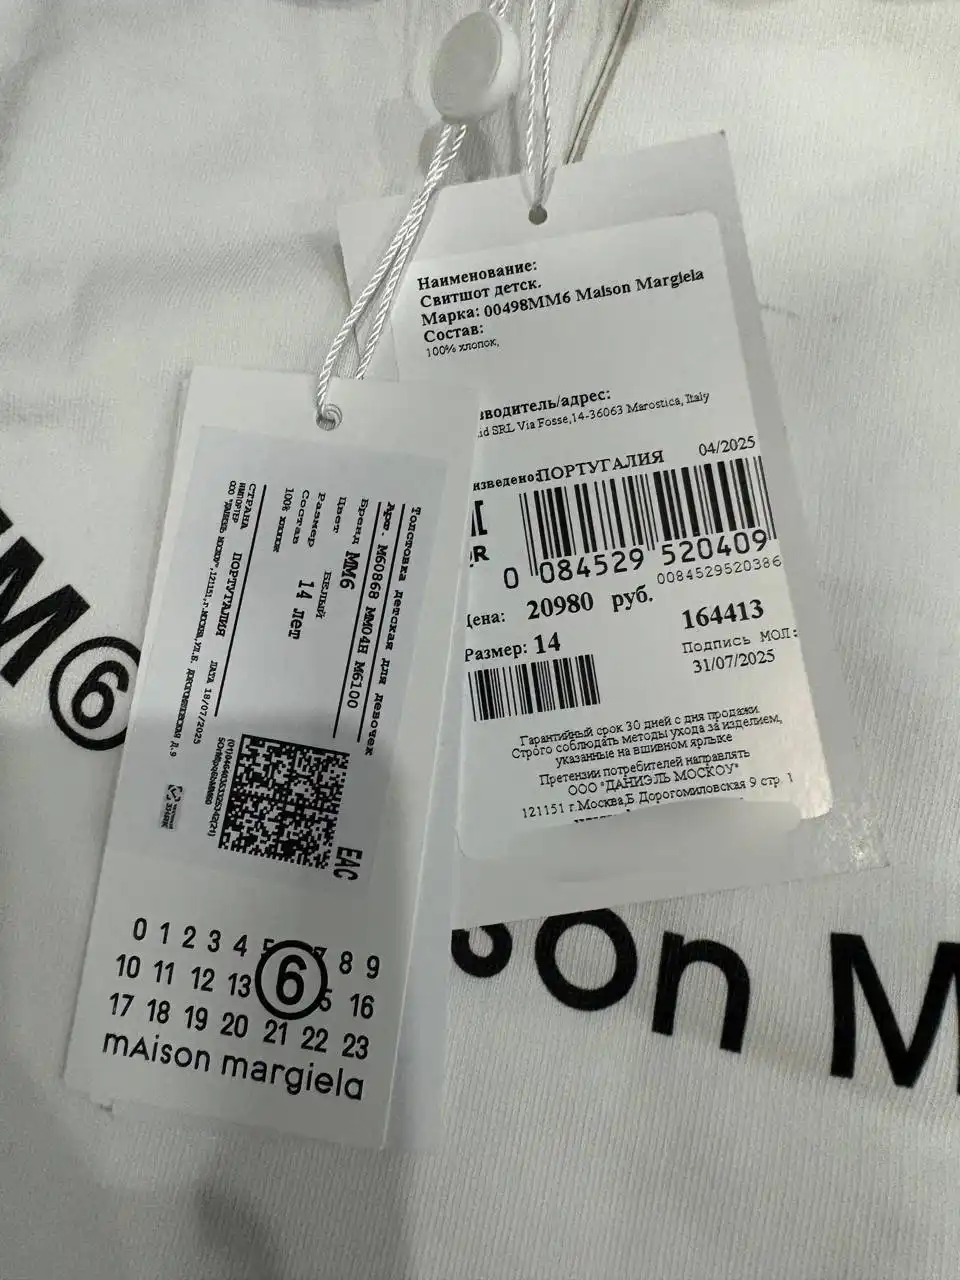 Наименование:
Свитшот детск.
Марка: 00498MM6 Maison Margiela
Состав:
100% хлопок,
зводитель/адрес:
id SRL Via Fosse,14-36063 Marostica, Italy
изведено:ПОРТУГАЛИЯ 04/2025
0 084529 520409
0084529520386
Цена: 20980 руб. 164413
Размер: 14
Подпись МОЛ:
31/07/2025
Гарантийный срок 30 дней с дня продажи
Строго соблюдать методы ухода за изделием,
указанные на вшивном ярлыке
Претензии потребителей направлять
ООО "ДАНИЭЛЬ МОСКОУ"
121151 г.Москва,Б.Дорогомиловская 9 стр. 1
Толстовка детская для девочек
Арт. M60868 MM04H M6100
Бренд MM6
Цвет БЕЛЫЙ
Размер 14 лет
Состав
100% хлопок
СТРАНА ПОРТУГАЛИЯ ДАТА 18/07/2025
ИМПОРТЕР
EAC
0 1 2 3 4 5 7 8 9
10 11 12 13 6 15 16
17 18 19 20 21 22 23
mAison margiela
M6
son M